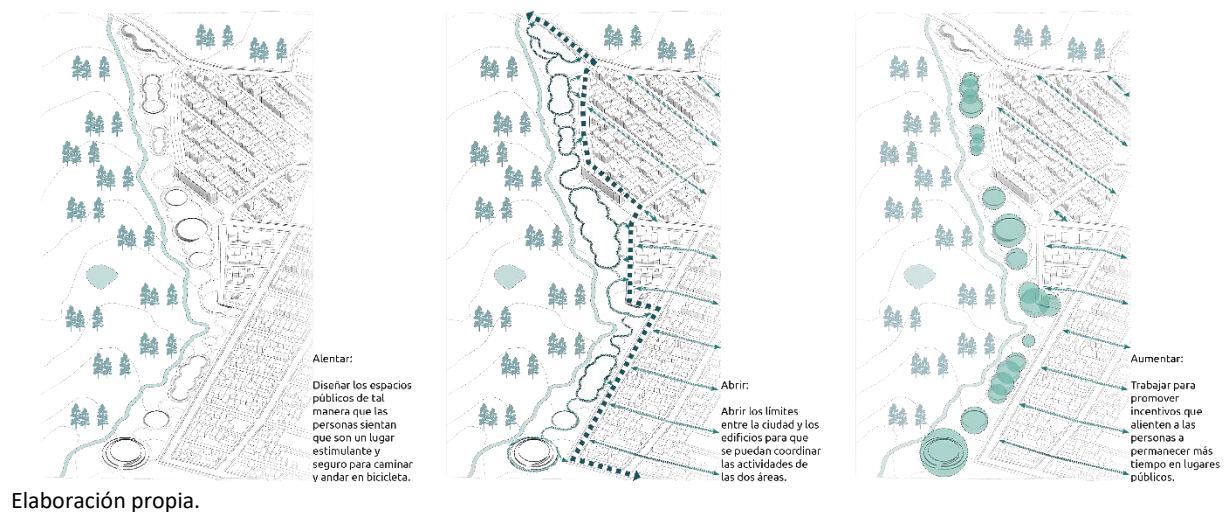 Alentar:
Diseñar los espacios
públicos de tal
manera que las
personas sientan
que son un lugar
estimulante y
seguro para caminar
y andar en bicicleta.
Abrir:
Abrir los límites
entre la ciudad y los
edificios para que
se puedan coordinar
las actividades de
las dos áreas.
Aumentar:
Trabajar para
promover
incentivos que
alienten a las
personas a
permanecer más
tiempo en lugares
públicos.
Elaboración propia.